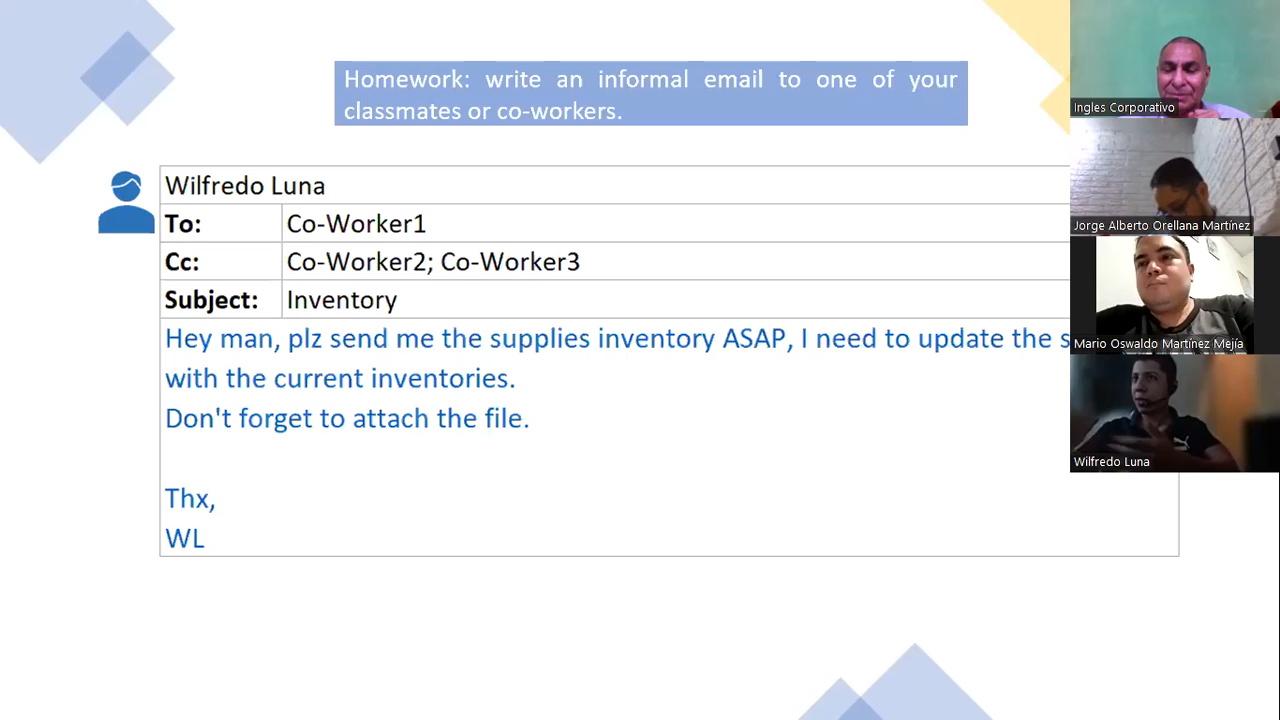 Homework: write an informal email to one of your
classmates or co-workers.
Wilfredo Luna
To: Co-Worker1
Cc: Co-Worker2; Co-Worker3
Subject: Inventory
Hey man, plz send me the supplies inventory ASAP, I need to update the
with the current inventories.
Don't forget to attach the file.
Thx,
WL
Ingles Corporativo
Jorge Alberto Orellana Martínez
Mario Oswaldo Martínez Mejía
Wilfredo Luna